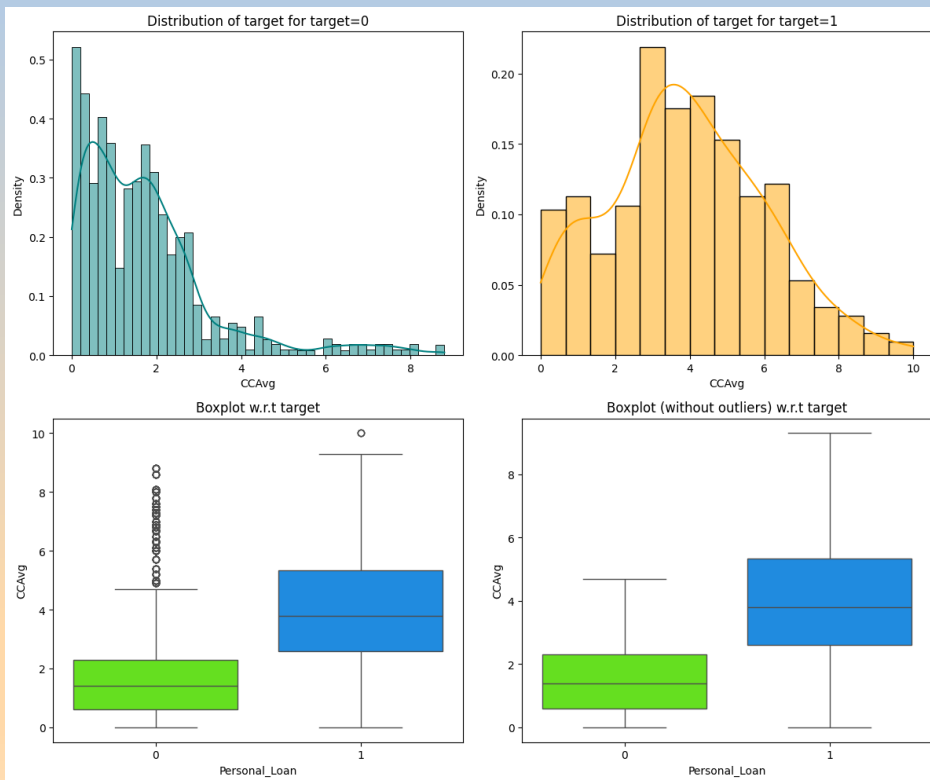 Distribution of target for target=0
Density
0.5
0.4
0.3
0.2
0.1
0.0
0 2 4 6 8
CCAvg
Distribution of target for target=1
Density
0.20
0.15
0.10
0.05
0.00
0 2 4 6 8 10
CCAvg
Boxplot w.r.t target
CCAvg
10
8
6
4
2
0
0 1
Personal_Loan
Boxplot (without outliers) w.r.t target
CCAvg
8
6
4
2
0
0 1
Personal_Loan